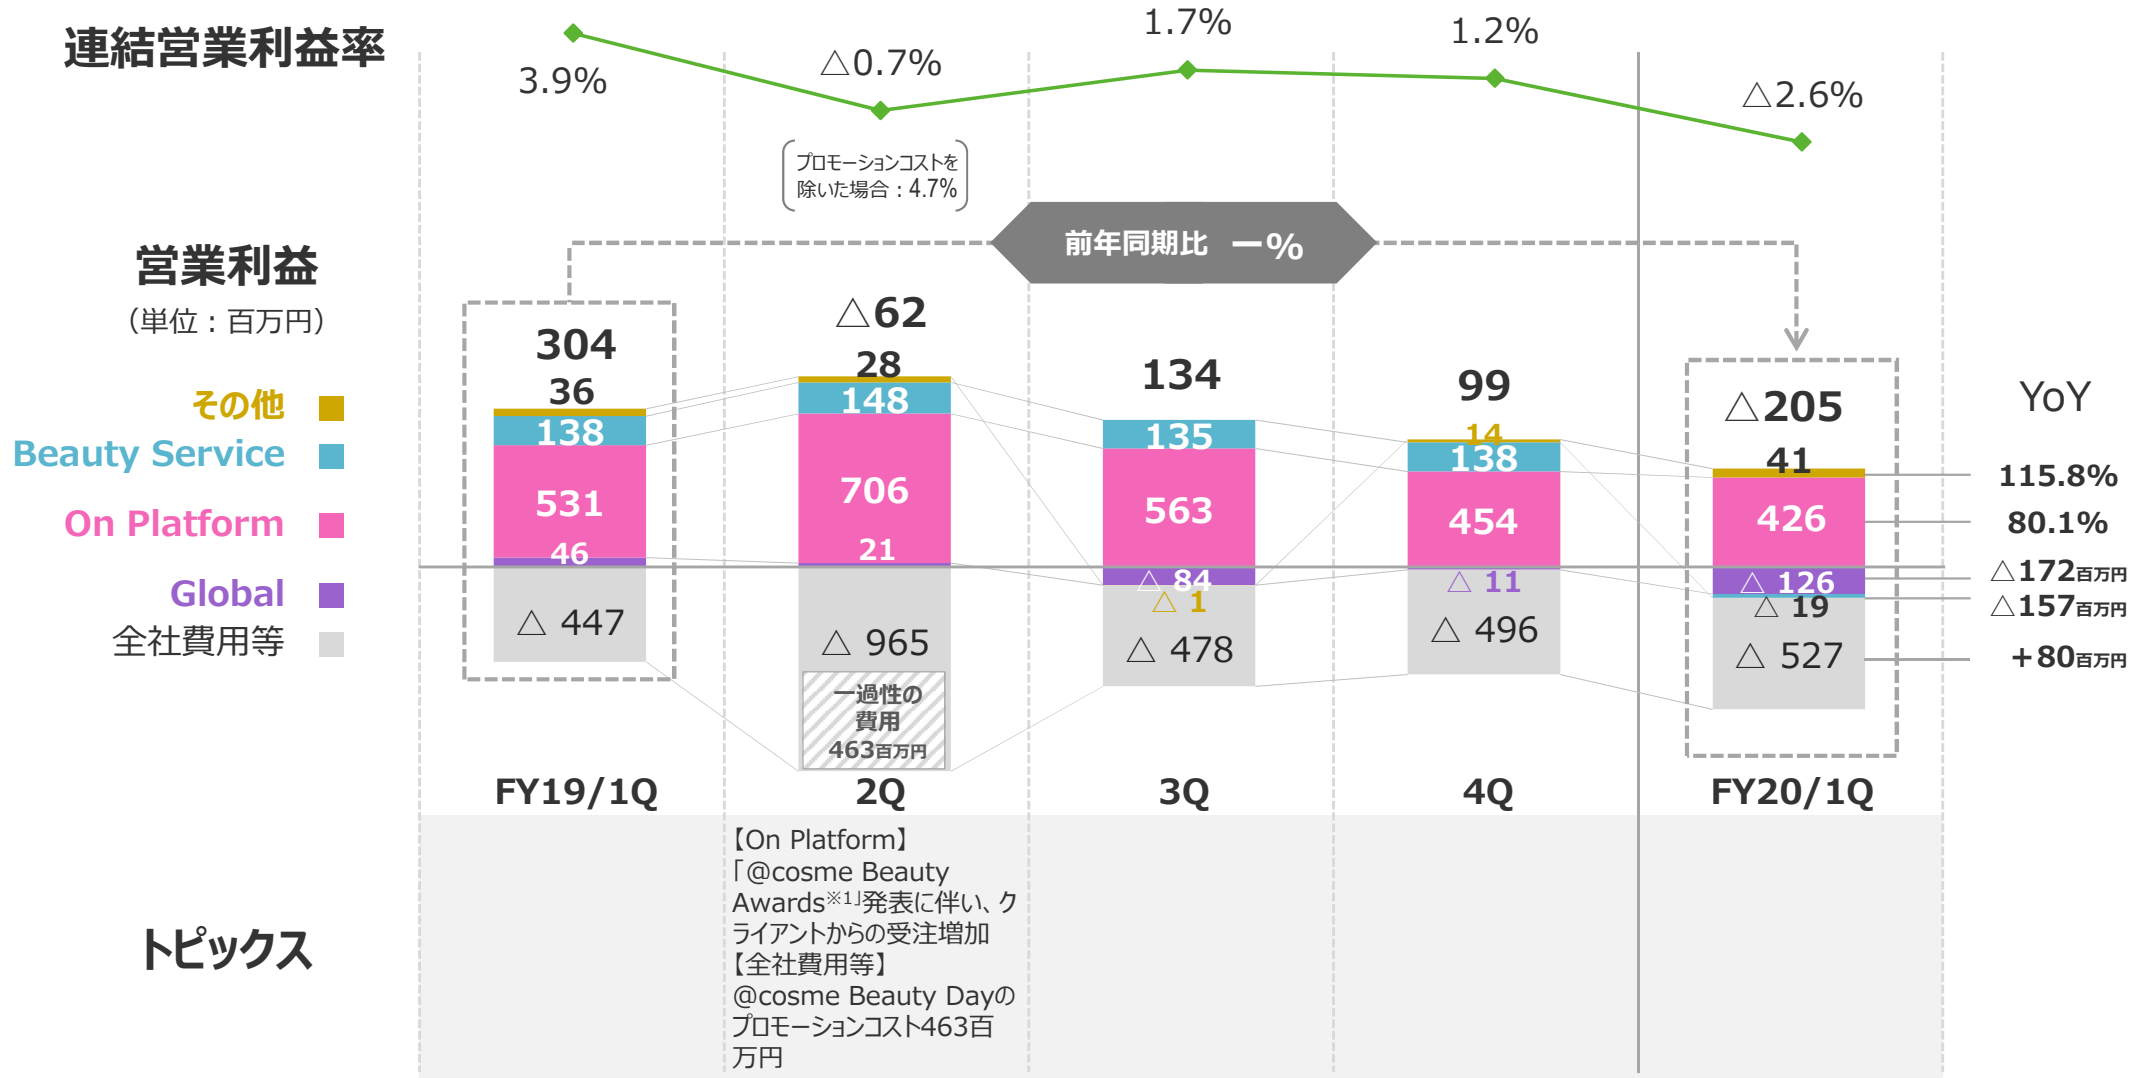 連結営業利益率
3.9%
△0.7%
1.7%
1.2%
△2.6%
プロモーションコストを
除いた場合：4.7%
前年同期比 ー%
営業利益
（単位：百万円）
その他
Beauty Service
On Platform
Global
全社費用等
304
36
138
531
46
△ 447
△62
28
148
706
21
△ 965
一過性の
費用
463百万円
134
135
563
△ 84
△ 1
△ 478
99
14
138
454
△ 11
△ 496
△205
41
426
△ 126
△ 19
△ 527
YoY
115.8%
80.1%
△172百万円
△157百万円
+80百万円
FY19/1Q
2Q
3Q
4Q
FY20/1Q
トピックス
【On Platform】
「@cosme Beauty
Awards※1」発表に伴い、ク
ライアントからの受注増加
【全社費用等】
@cosme Beauty Dayの
プロモーションコスト463百
万円